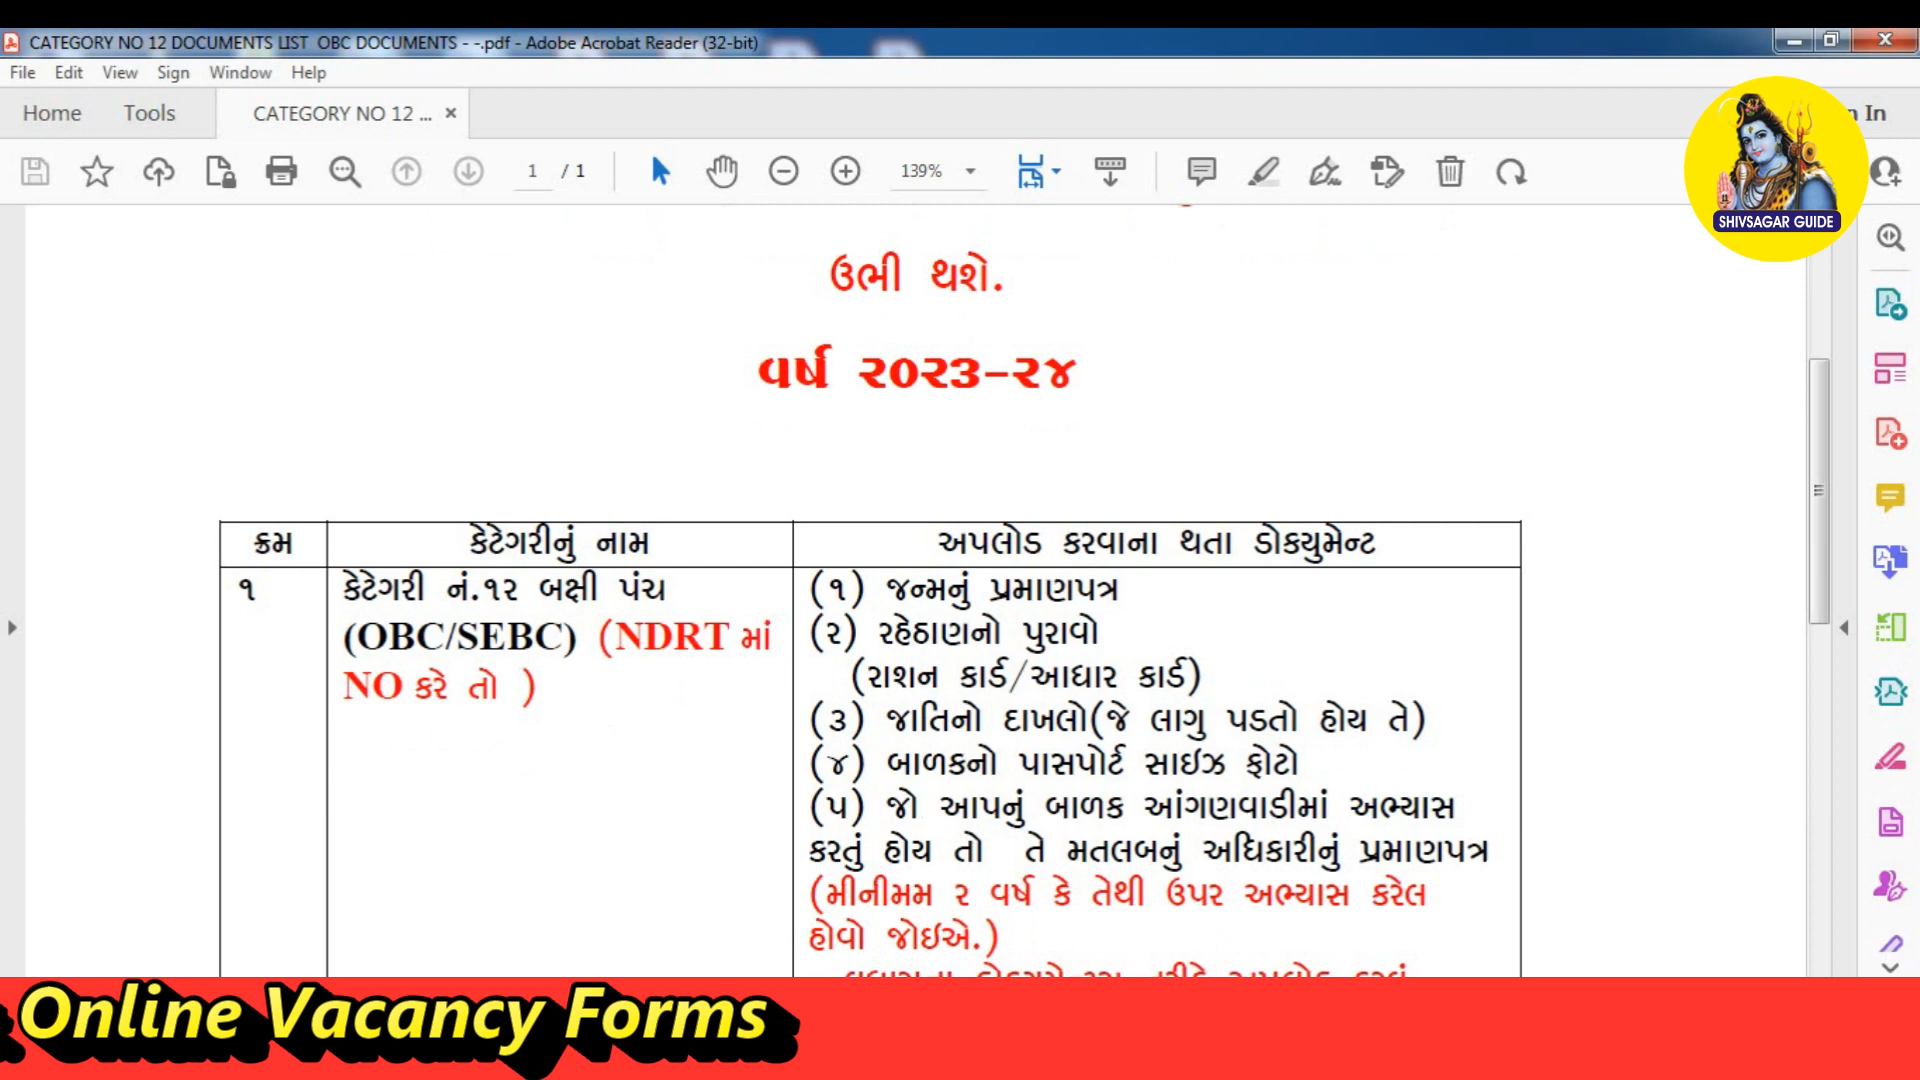 CATEGORY NO 12 DOCUMENTS LIST OBC DOCUMENTS - -.pdf - Adobe Acrobat Reader (32-bit)
File Edit View Sign Window Help
Home Tools CATEGORY NO 12 ... × In
1 / 1 139%
SHIVSAGAR GUIDE
ઉભી થશે.
વર્ષ ૨૦૨૩-૨૪
ક્રમ કેટેગરીનું નામ અપલોડ કરવાના થતા ડોકયુમેન્ટ
૧ કેટેગરી નં.૧૨ બક્ષી પંચ (૧) જન્મનું પ્રમાણપત્ર
(OBC/SEBC) (NDRT માં (૨) રહેઠાણનો પુરાવો
NO કરે તો ) (રાશન કાર્ડ/આધાર કાર્ડ)
(૩) જાતિનો દાખલો(જે લાગુ પડતો હોય તે)
(૪) બાળકનો પાસપોર્ટ સાઈઝ ફોટો
(૫) જો આપનું બાળક આંગણવાડીમાં અભ્યાસ
કરતું હોય તો તે મતલબનું અધિકારીનું પ્રમાણપત્ર
(મીનીમમ ૨ વર્ષ કે તેથી ઉપર અભ્યાસ કરેલ
હોવો જોઈએ.)
Online Vacancy Forms